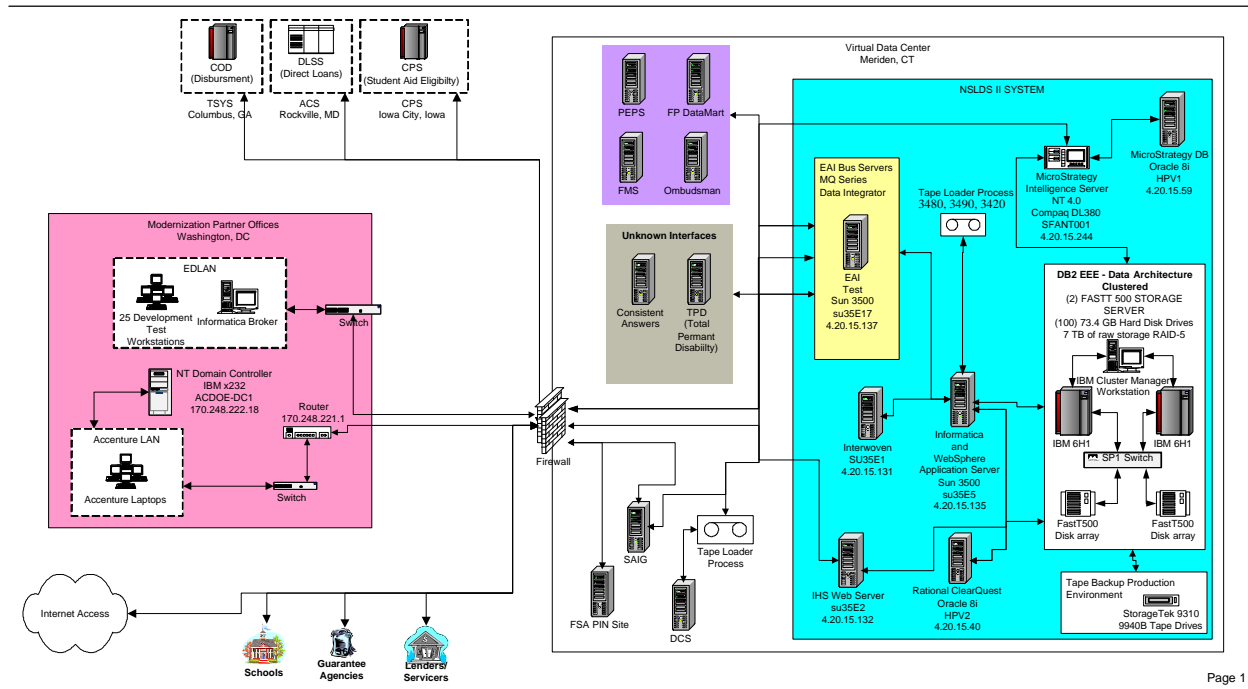 COD
(Disbursment)
TSYS
Columbus, GA
DLSS
(Direct Loans)
ACS
Rockville, MD
CPS
(Student Aid Eligibilty)
CPS
Iowa City, Iowa
Virtual Data Center
Meriden, CT
PEPS
FP DataMart
FMS
Ombudsman
Unknown Interfaces
Consistent
Answers
TPD
(Total
Permant
Disabiilty)
NSLDS II SYSTEM
EAI Bus Servers
MQ Series
Data Integrator
EAI
Test
Sun 3500
su35E17
4.20.15.137
Tape Loader Process
3480, 3490, 3420
MicroStrategy
Intelligence Server
NT 4.0
Compaq DL380
SFANT001
4.20.15.244
MicroStrategy DB
Oracle 8i
HPV1
4.20.15.59
DB2 EEE - Data Architecture
Clustered
(2) FASTT 500 STORAGE
SERVER
(100) 73.4 GB Hard Disk Drives
7 TB of raw storage RAID-5
IBM Cluster Manager
Workstation
IBM 6H1
IBM 6H1
SP1 Switch
FastT500
Disk array
FastT500
Disk array
Tape Backup Production
Environment
StorageTek 9310
9940B Tape Drives
Interwoven
SU35E1
4.20.15.131
Informatica
and
WebSphere
Application Server
Sun 3500
su35E5
4.20.15.135
IHS Web Server
su35E2
4.20.15.132
Rational ClearQuest
Oracle 8i
HPV2
4.20.15.40
Modernization Partner Offices
Washington, DC
EDLAN
25 Development
Test
Workstations
Informatica Broker
Switch
NT Domain Controller
IBM x232
ACDOE-DC1
170.248.222.18
Router
170.248.221.1
Accenture LAN
Accenture Laptops
Switch
Firewall
SAIG
Tape Loader
Process
FSA PIN Site
DCS
Internet Access
Schools
Guarantee
Agencies
Lenders/
Servicers
Page 1